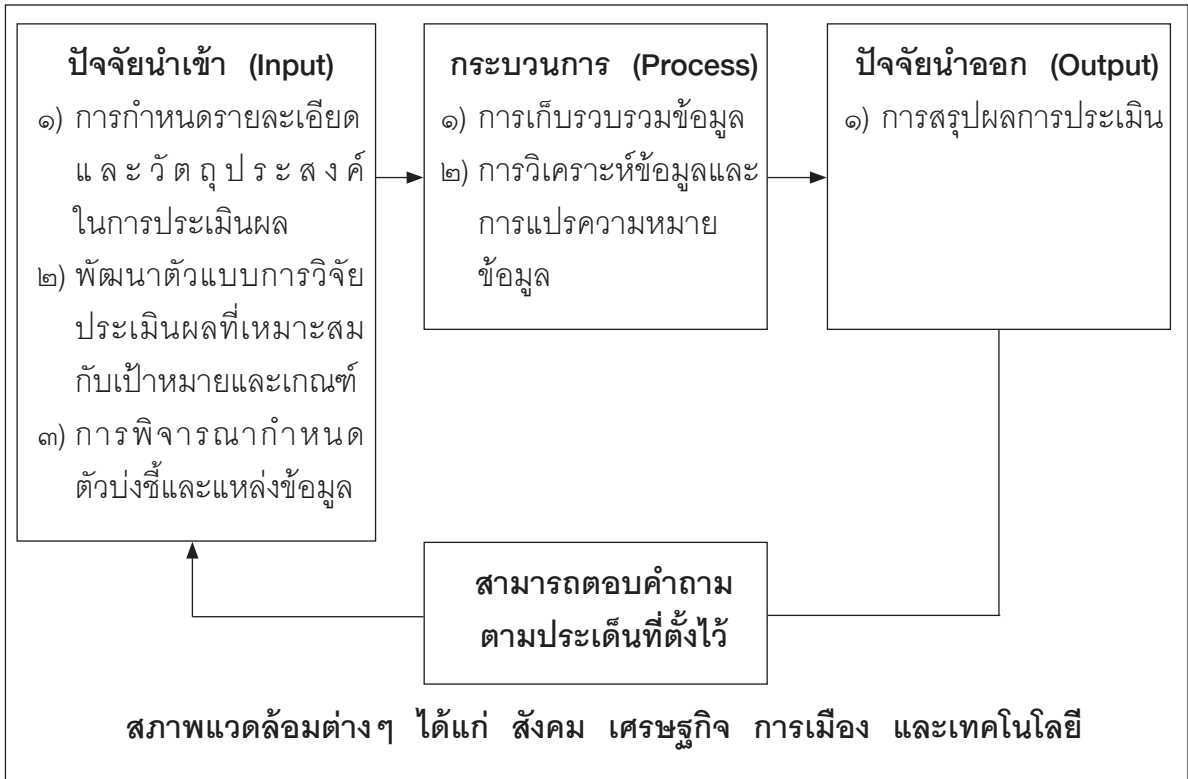 ปัจจัยนำเข้า (Input)
๑) การกำหนดรายละเอียด
และวัตถุประสงค์
ในการประเมินผล
๒) พัฒนาตัวแบบการวิจัย
ประเมินผลที่เหมาะสม
กับเป้าหมายและเกณฑ์
๓) การพิจารณากำหนด
ตัวบ่งชี้และแหล่งข้อมูล
กระบวนการ (Process)
๑) การเก็บรวบรวมข้อมูล
๒) การวิเคราะห์ข้อมูลและ
การแปรความหมาย
ข้อมูล
ปัจจัยนำออก (Output)
๑) การสรุปผลการประเมิน
สามารถตอบคำถาม
ตามประเด็นที่ตั้งไว้
สภาพแวดล้อมต่างๆ ได้แก่ สังคม เศรษฐกิจ การเมือง และเทคโนโลยี